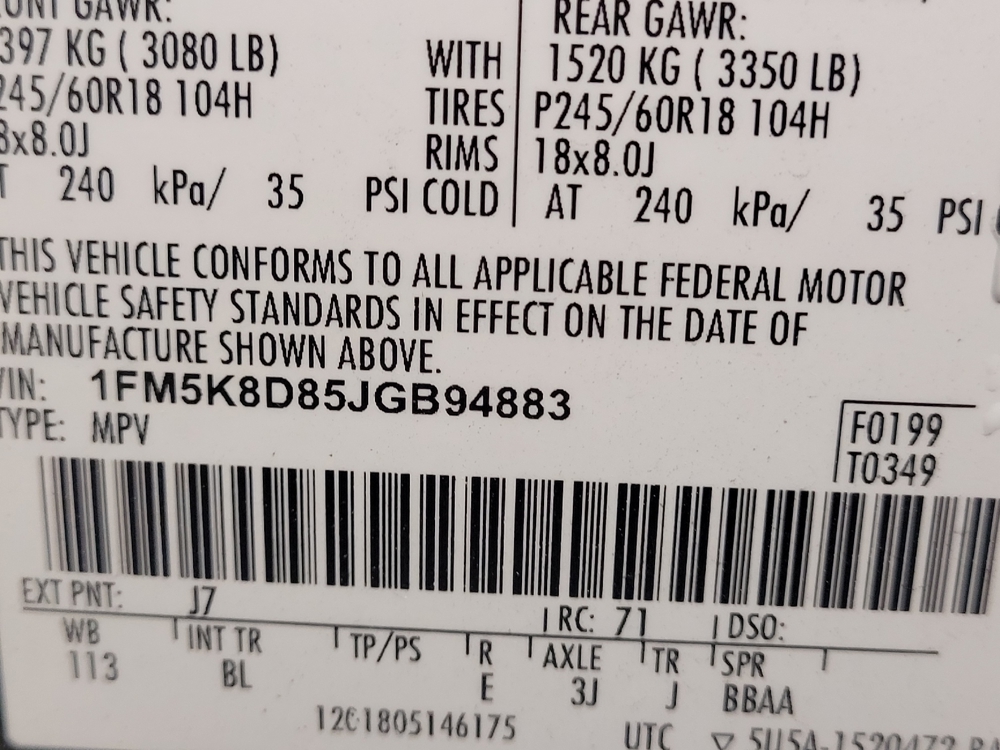 FRONT GAWR: REAR GAWR:
1397 KG ( 3080 LB) WITH 1520 KG ( 3350 LB)
245/60R18 104H TIRES P245/60R18 104H
8x8.0J RIMS 18x8.0J
AT 240 kPa/ 35 PSI COLD AT 240 kPa/ 35 PSI
THIS VEHICLE CONFORMS TO ALL APPLICABLE FEDERAL MOTOR
VEHICLE SAFETY STANDARDS IN EFFECT ON THE DATE OF
MANUFACTURE SHOWN ABOVE.
VIN: 1FM5K8D85JGB94883
TYPE: MPV
F0199
T0349
EXT PNT: J7 RC: 71 DSO:
WB INT TR TP/PS R AXLE TR SPR
113 BL E 3J J BBAA
UTC